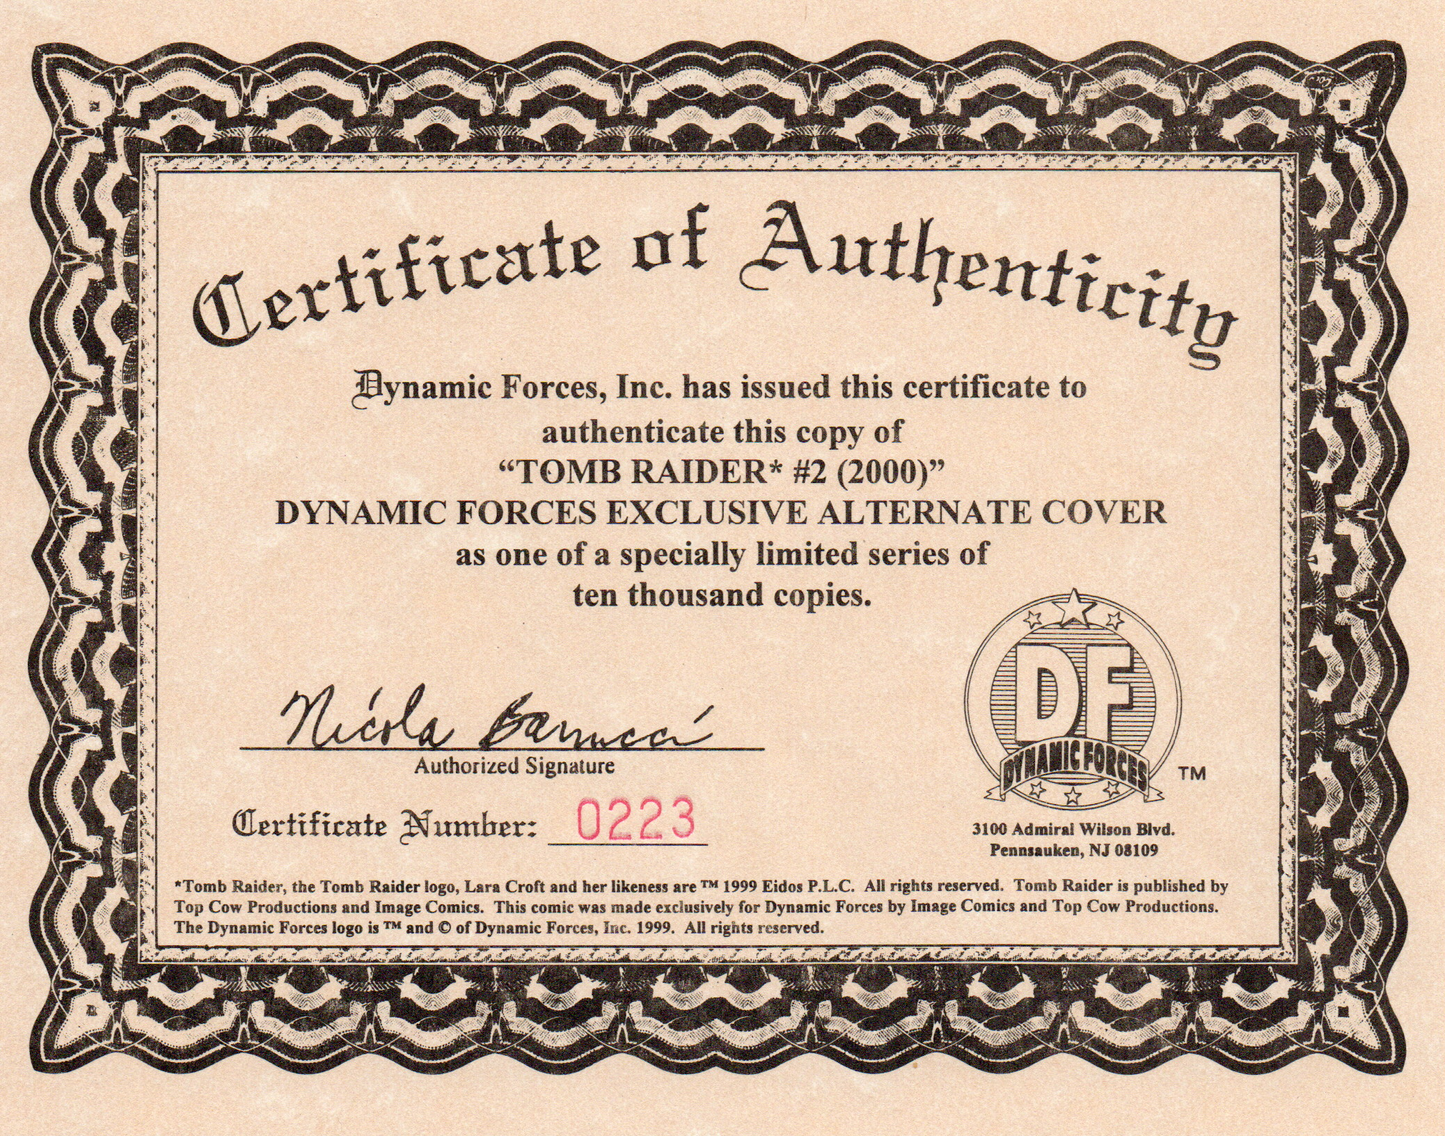 Certificate of Authenticity
Dynamic Forces, Inc. has issued this certificate to
authenticate this copy of
“TOMB RAIDER* #2 (2000)”
DYNAMIC FORCES EXCLUSIVE ALTERNATE COVER
as one of a specially limited series of
ten thousand copies.
DF
DYNAMIC FORCES
TM
Nicola Barrucci
Authorized Signature
Certificate Number: 0223
3100 Admiral Wilson Blvd.
Pennsauken, NJ 08109
*Tomb Raider, the Tomb Raider logo, Lara Croft and her likeness are ™ 1999 Eidos P.L.C. All rights reserved. Tomb Raider is published by
Top Cow Productions and Image Comics. This comic was made exclusively for Dynamic Forces by Image Comics and Top Cow Productions.
The Dynamic Forces logo is ™ and © of Dynamic Forces, Inc. 1999. All rights reserved.